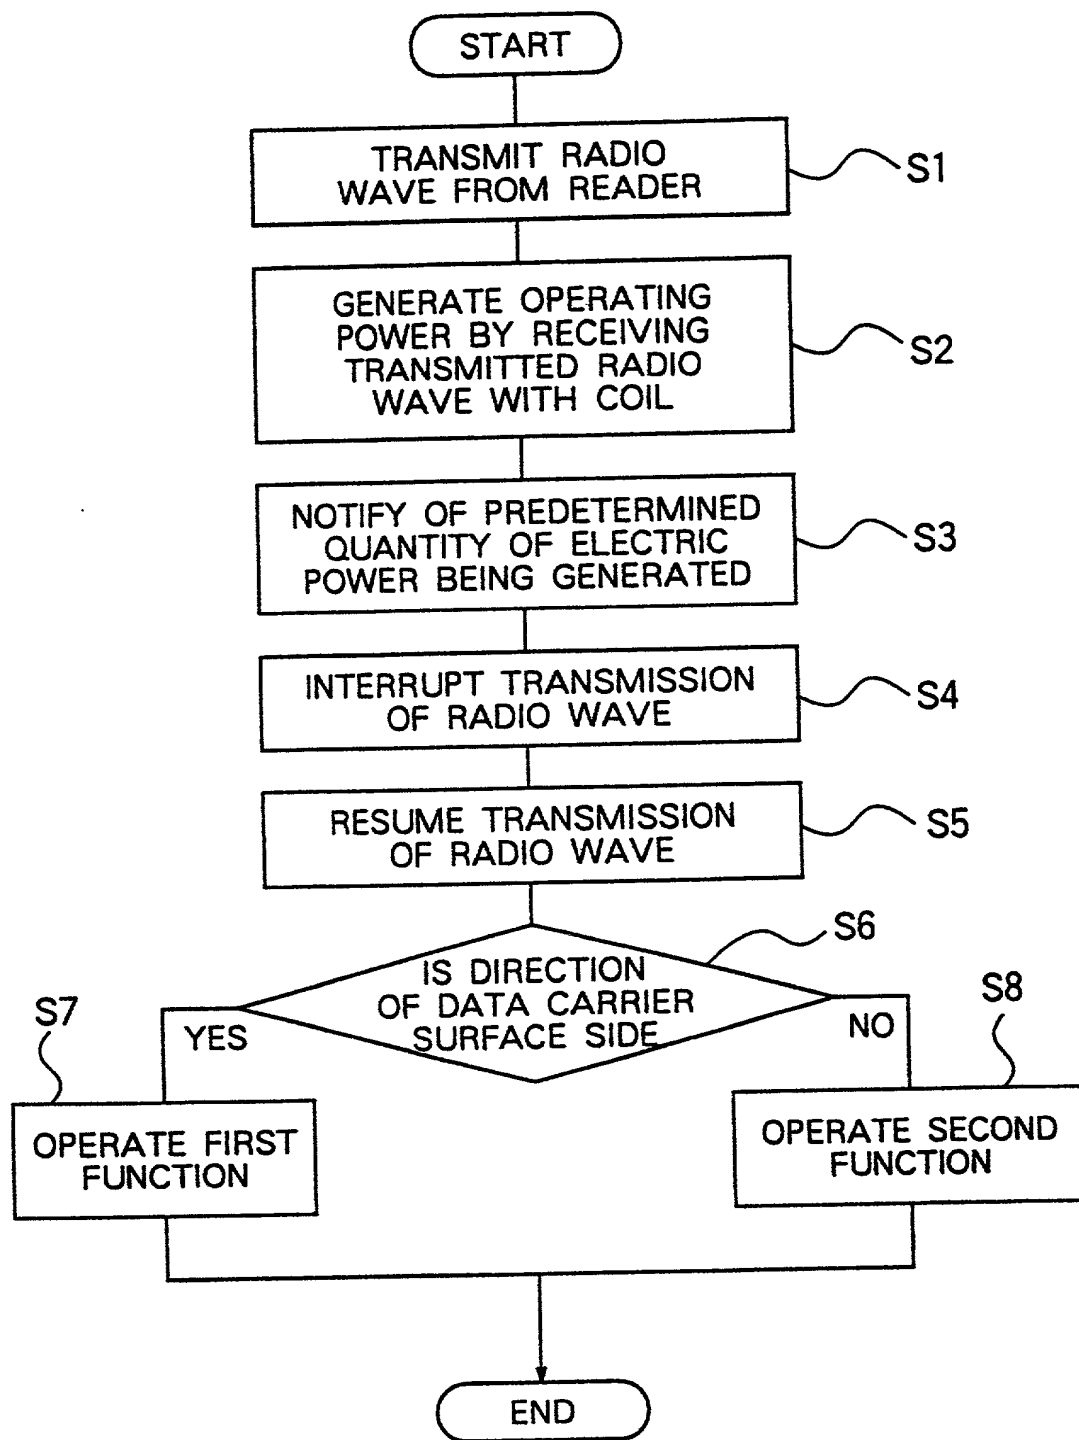 START
TRANSMIT RADIO
WAVE FROM READER
S1
GENERATE OPERATING
POWER BY RECEIVING
TRANSMITTED RADIO
WAVE WITH COIL
S2
NOTIFY OF PREDETERMINED
QUANTITY OF ELECTRIC
POWER BEING GENERATED
S3
INTERRUPT TRANSMISSION
OF RADIO WAVE
S4
RESUME TRANSMISSION
OF RADIO WAVE
S5
IS DIRECTION
OF DATA CARRIER
SURFACE SIDE
S6
YES
NO
S7
OPERATE FIRST
FUNCTION
S8
OPERATE SECOND
FUNCTION
END